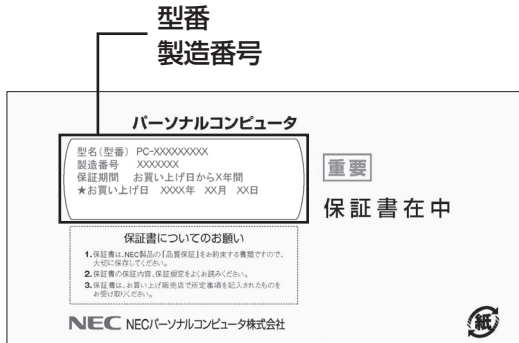 型番
製造番号
パーソナルコンピュータ
型名(型番) PC-XXXXXXXXX
製造番号 XXXXXXX
保証期間 お買い上げ日からX年間
★お買い上げ日 XXXX年 XX月 XX日
重要
保証書在中
保証書についてのお願い
1.保証書は、NEC製品の『品質保証』をお約束する書類ですので、
大切に保存してください。
2.保証書の保証内容、保証規定をよくお読みください。
3.保証書は、お買い上げ販売店で所定事項を記入されたものを
お受け取りください。
NEC NECパーソナルコンピュータ株式会社
紙